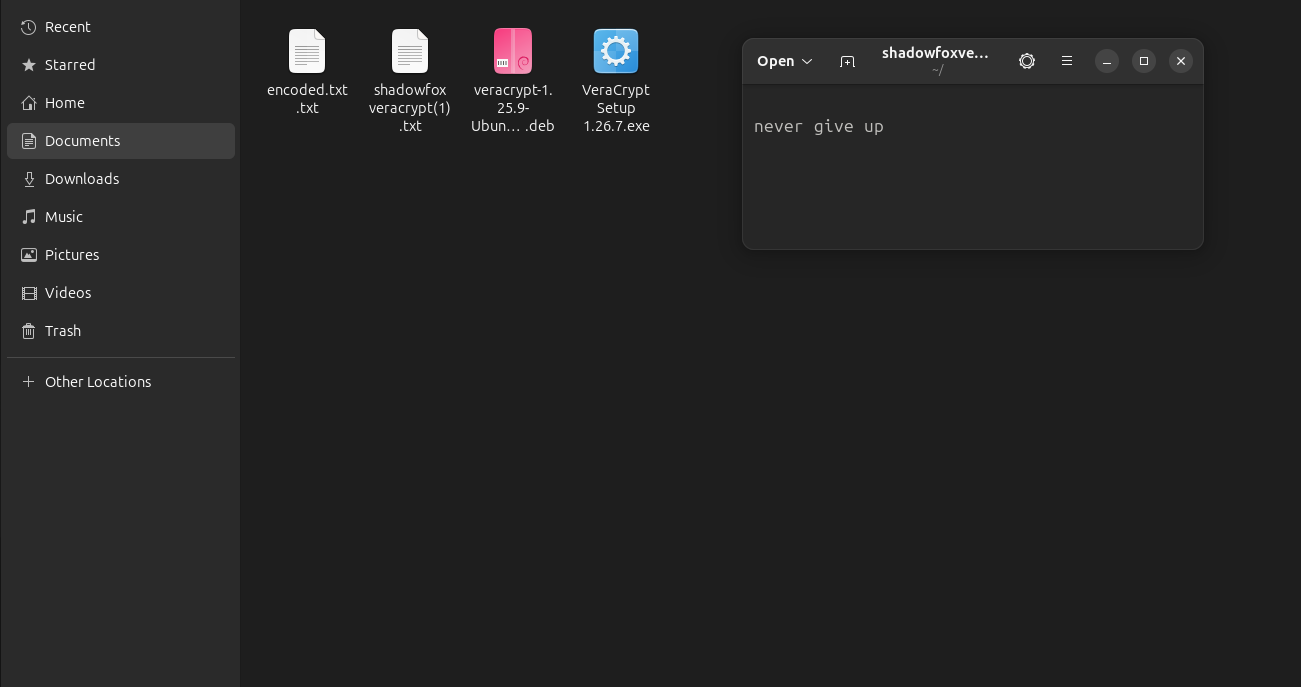 Recent
Starred
Home
Documents
Downloads
Music
Pictures
Videos
Trash
Other Locations
encoded.txt
.txt
shadowfox
veracrypt(1)
.txt
veracrypt-1.
25.9-
Ubun… .deb
VeraCrypt
Setup
1.26.7.exe
Open
shadowfoxve…
~/
never give up